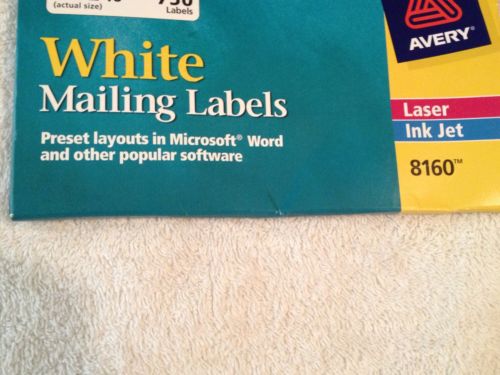 (actual size)
750
Labels
AVERY
White
Mailing Labels
Preset layouts in Microsoft® Word
and other popular software
Laser
Ink Jet
8160™